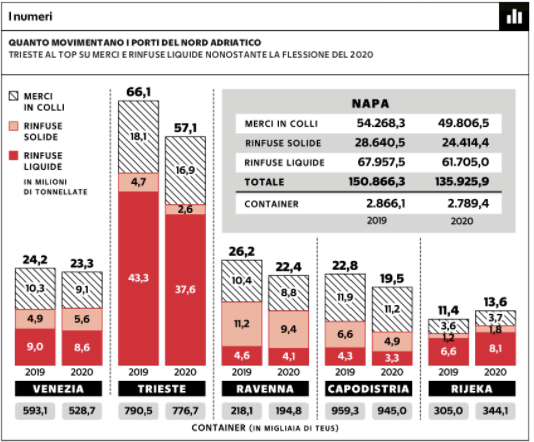 I numeri
QUANTO MOVIMENTANO I PORTI DEL NORD ADRIATICO
TRIESTE AL TOP SU MERCI E RINFUSE LIQUIDE NONOSTANTE LA FLESSIONE DEL 2020
MERCI
IN COLLI
RINFUSE
SOLIDE
RINFUSE
LIQUIDE
IN MILIONI
DI TONNELLATE
NAPA
MERCI IN COLLI 54.268,3 49.806,5
RINFUSE SOLIDE 28.640,5 24.414,4
RINFUSE LIQUIDE 67.957,5 61.705,0
TOTALE 150.866,3 135.925,9
CONTAINER 2.866,1 2.789,4
2019 2020
24,2 23,3
10,3 9,1
4,9 5,6
9,0 8,6
2019 2020
VENEZIA
593,1 528,7
66,1 57,1
18,1 16,9
4,7 2,6
43,3 37,6
2019 2020
TRIESTE
790,5 776,7
26,2 22,4
10,4 8,8
11,2 9,4
4,6 4,1
2019 2020
RAVENNA
218,1 194,8
22,8 19,5
11,9 11,2
6,6 4,9
4,3 3,3
2019 2020
CAPODISTRIA
959,3 945,0
11,4 13,6
3,6 3,7
1,2 1,8
6,6 8,1
2019 2020
RIJEKA
305,0 344,1
CONTAINER (IN MIGLIAIA DI TEUS)